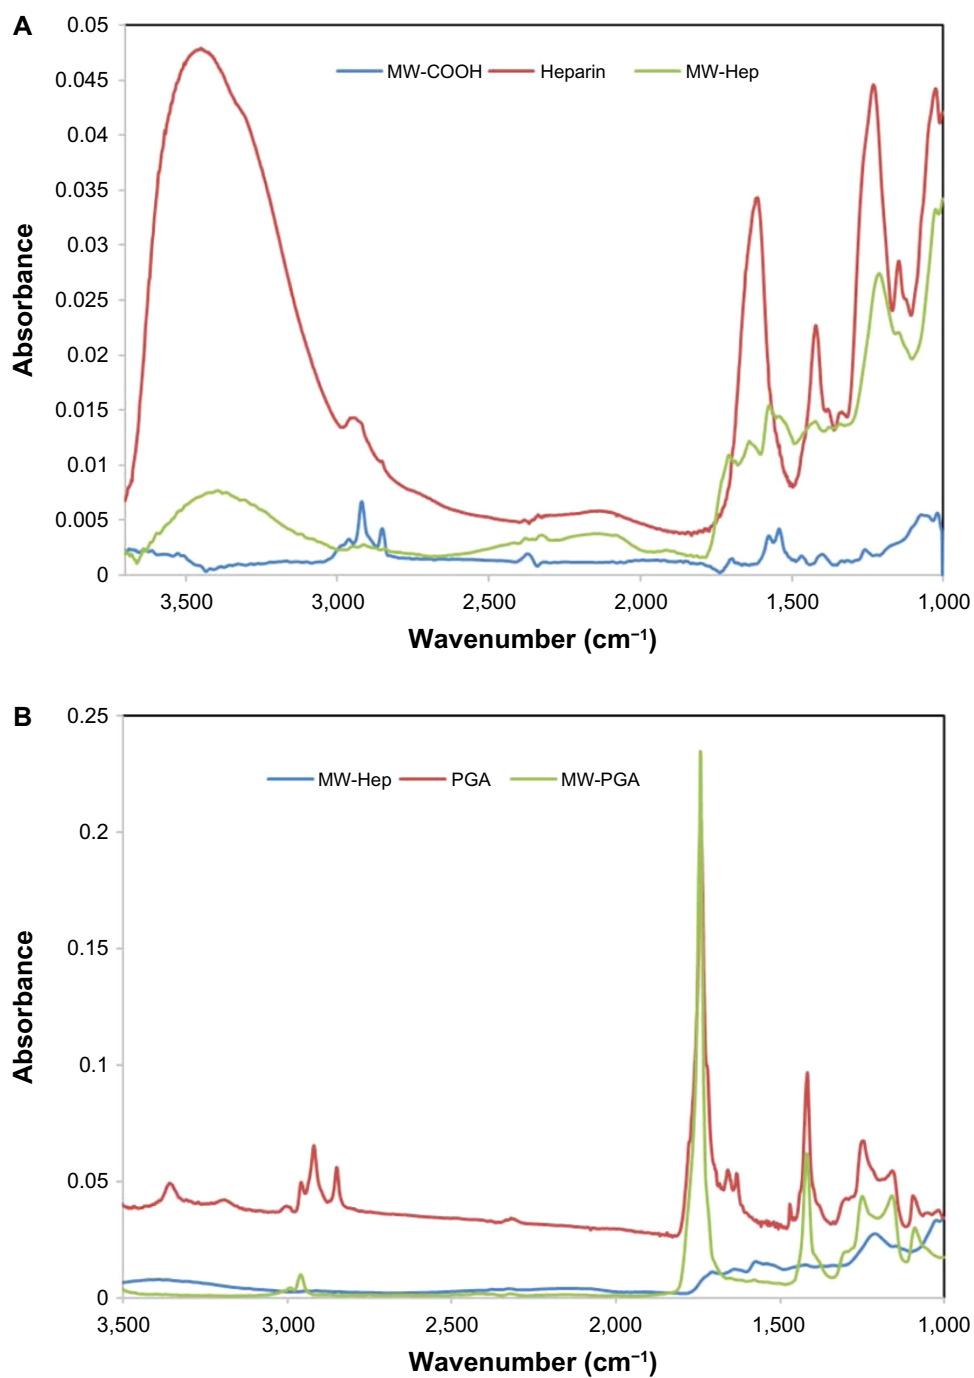 A
0.05
0.045
0.04
0.035
0.03
0.025
0.02
0.015
0.01
0.005
0
Absorbance
MW-COOH Heparin MW-Hep
3,500 3,000 2,500 2,000 1,500 1,000
Wavenumber (cm⁻¹)
B
0.25
0.2
0.15
0.1
0.05
0
Absorbance
MW-Hep PGA MW-PGA
3,500 3,000 2,500 2,000 1,500 1,000
Wavenumber (cm⁻¹)